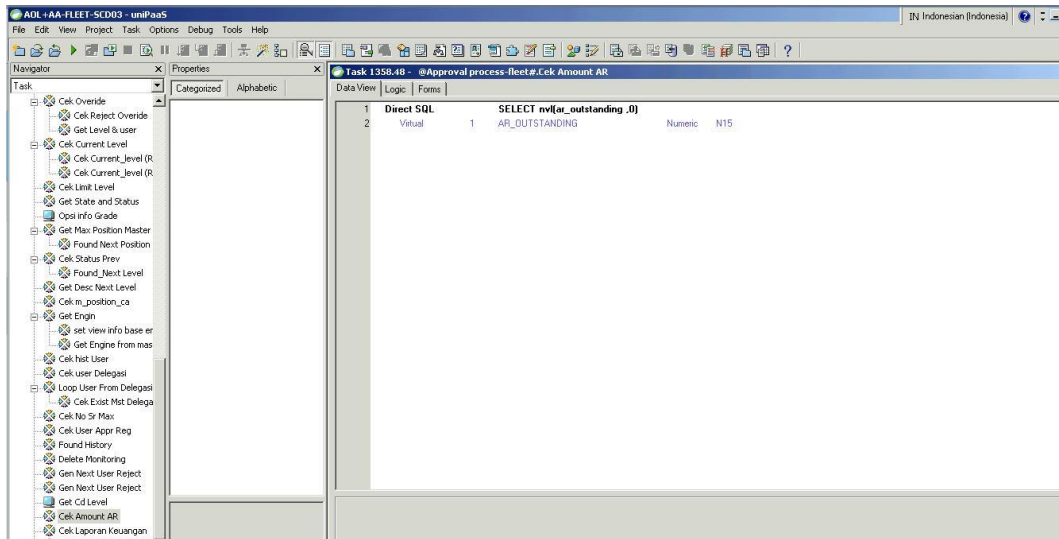 AOL+AA-FLEET-SCD03 - uniPaaS
IN Indonesian (Indonesia)
File Edit View Project Task Options Debug Tools Help
Navigator
Task
Cek Overide
Cek Reject Overide
Get Level & user
Cek Current Level
Cek Current_level (R
Cek Current_level (R
Cek Limit Level
Get State and Status
Opsi info Grade
Get Max Position Master
Found Next Position
Cek Status Prev
Found_Next Level
Get Desc Next Level
Cek m_position_ca
Get Engin
set view info base er
Get Engine from mas
Cek hist User
Cek user Delegasi
Loop User From Delegasi
Cek Exist Mst Delega
Cek No Sr Max
Cek User Appr Reg
Found History
Delete Monitoring
Gen Next User Reject
Gen Next User Reject
Get Cd Level
Cek Amount AR
Cek Laporan Keuangan
Properties
Categorized Alphabetic
Task 1358.48 - @Approval process-fleet#.Cek Amount AR
Data View Logic Forms
1 Direct SQL SELECT nvl(ar_outstanding ,0)
2 Virtual 1 AR_OUTSTANDING Numeric N15